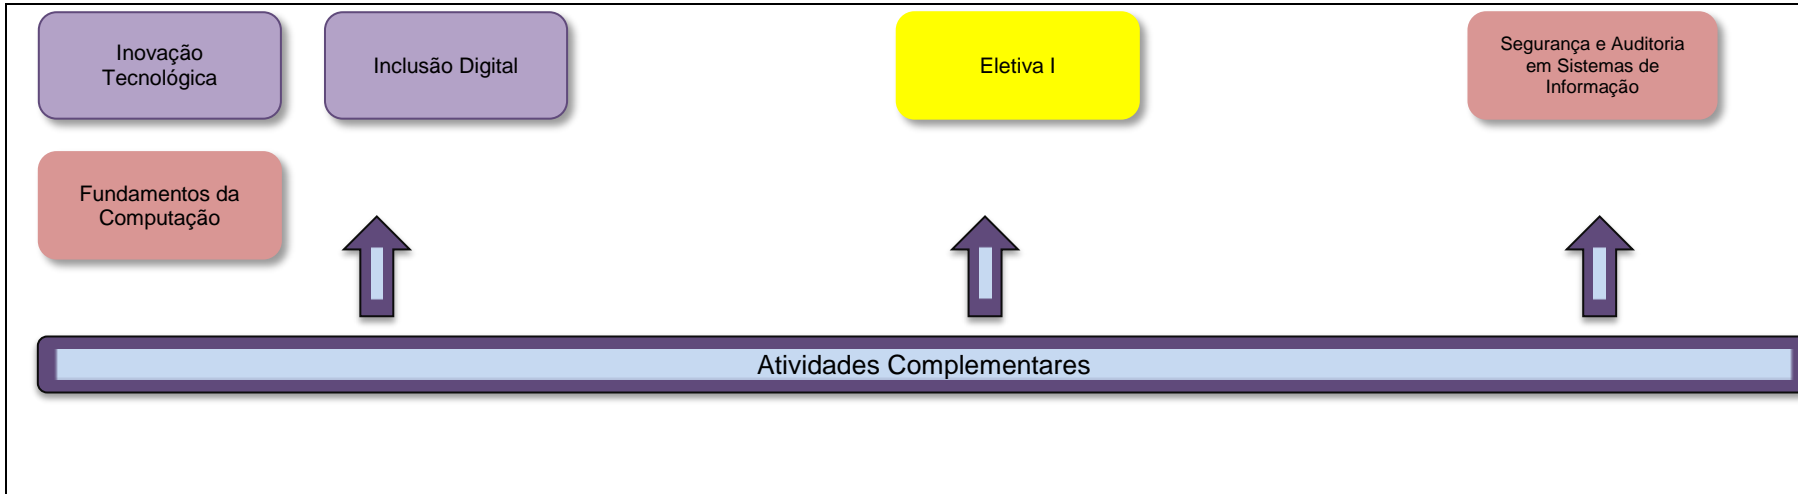 Inovação
Tecnológica
Inclusão Digital
Eletiva I
Segurança e Auditoria
em Sistemas de
Informação
Fundamentos da
Computação
Atividades Complementares